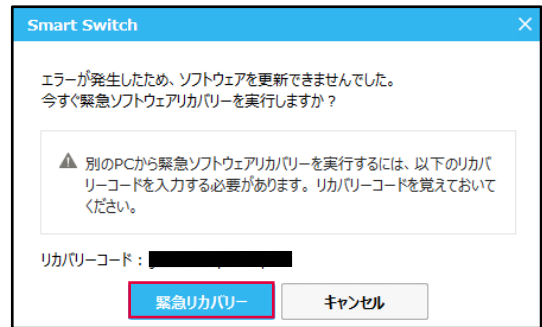 Smart Switch
エラーが発生したため、ソフトウェアを更新できませんでした。
今すぐ緊急ソフトウェアリカバリーを実行しますか？
別のPCから緊急ソフトウェアリカバリーを実行するには、以下のリカバ
リーコードを入力する必要があります。リカバリーコードを覚えておいて
ください。
リカバリーコード：
緊急リカバリー キャンセル